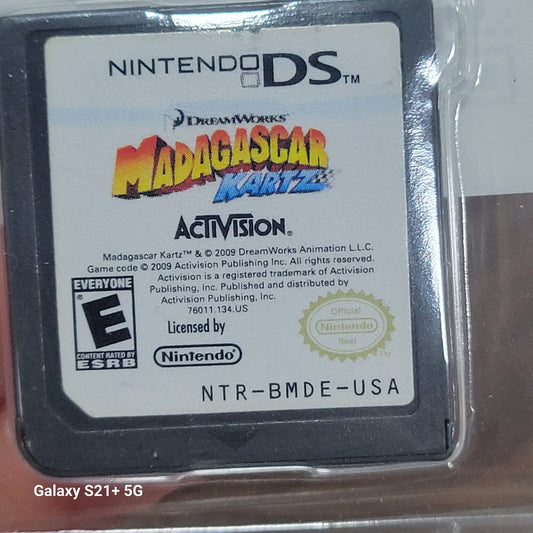 NINTENDO DS™
DREAMWORKS
MADAGASCAR
KARTZ
ACTIVISION®
Madagascar Kartz™ & © 2009 DreamWorks Animation L.L.C.
Game code © 2009 Activision Publishing Inc. All rights reserved.
Activision is a registered trademark of Activision
Publishing, Inc. Published and distributed by
Activision Publishing, Inc.
76011.134.US
EVERYONE
E
CONTENT RATED BY
ESRB
Licensed by
Nintendo
Official
Nintendo
Seal
TM
NTR-BMDE-USA
Galaxy S21+ 5G